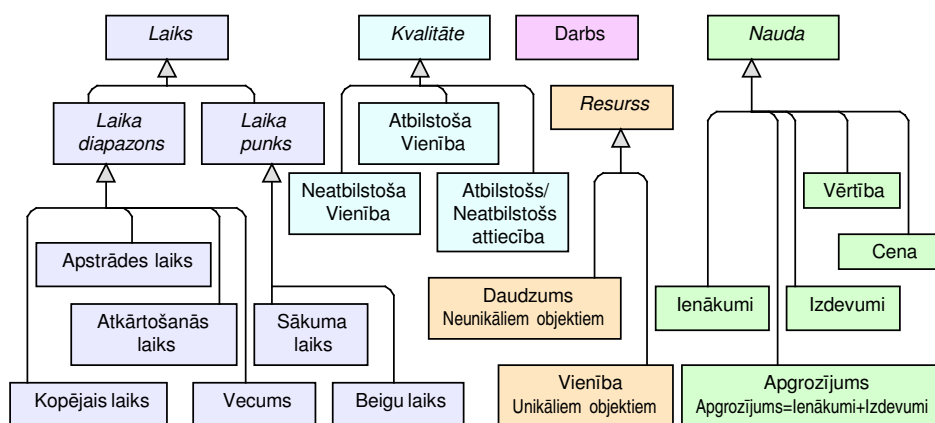 Laiks
Kvalitāte
Darbs
Nauda
Laika
diapazons
Laika
punks
Atbilstoša
Vienība
Resurss
Neatbilstoša
Vienība
Atbilstošs/
Neatbilstošs
attiecība
Vērtība
Apstrādes laiks
Cena
Atkārtošanās
laiks
Sākuma
laiks
Daudzums
Neunikāliem objektiem
Ienākumi
Izdevumi
Kopējais laiks
Vecums
Beigu laiks
Vienība
Unikāliem objektiem
Apgrozījums
Apgrozījums=Ienākumi+Izdevumi